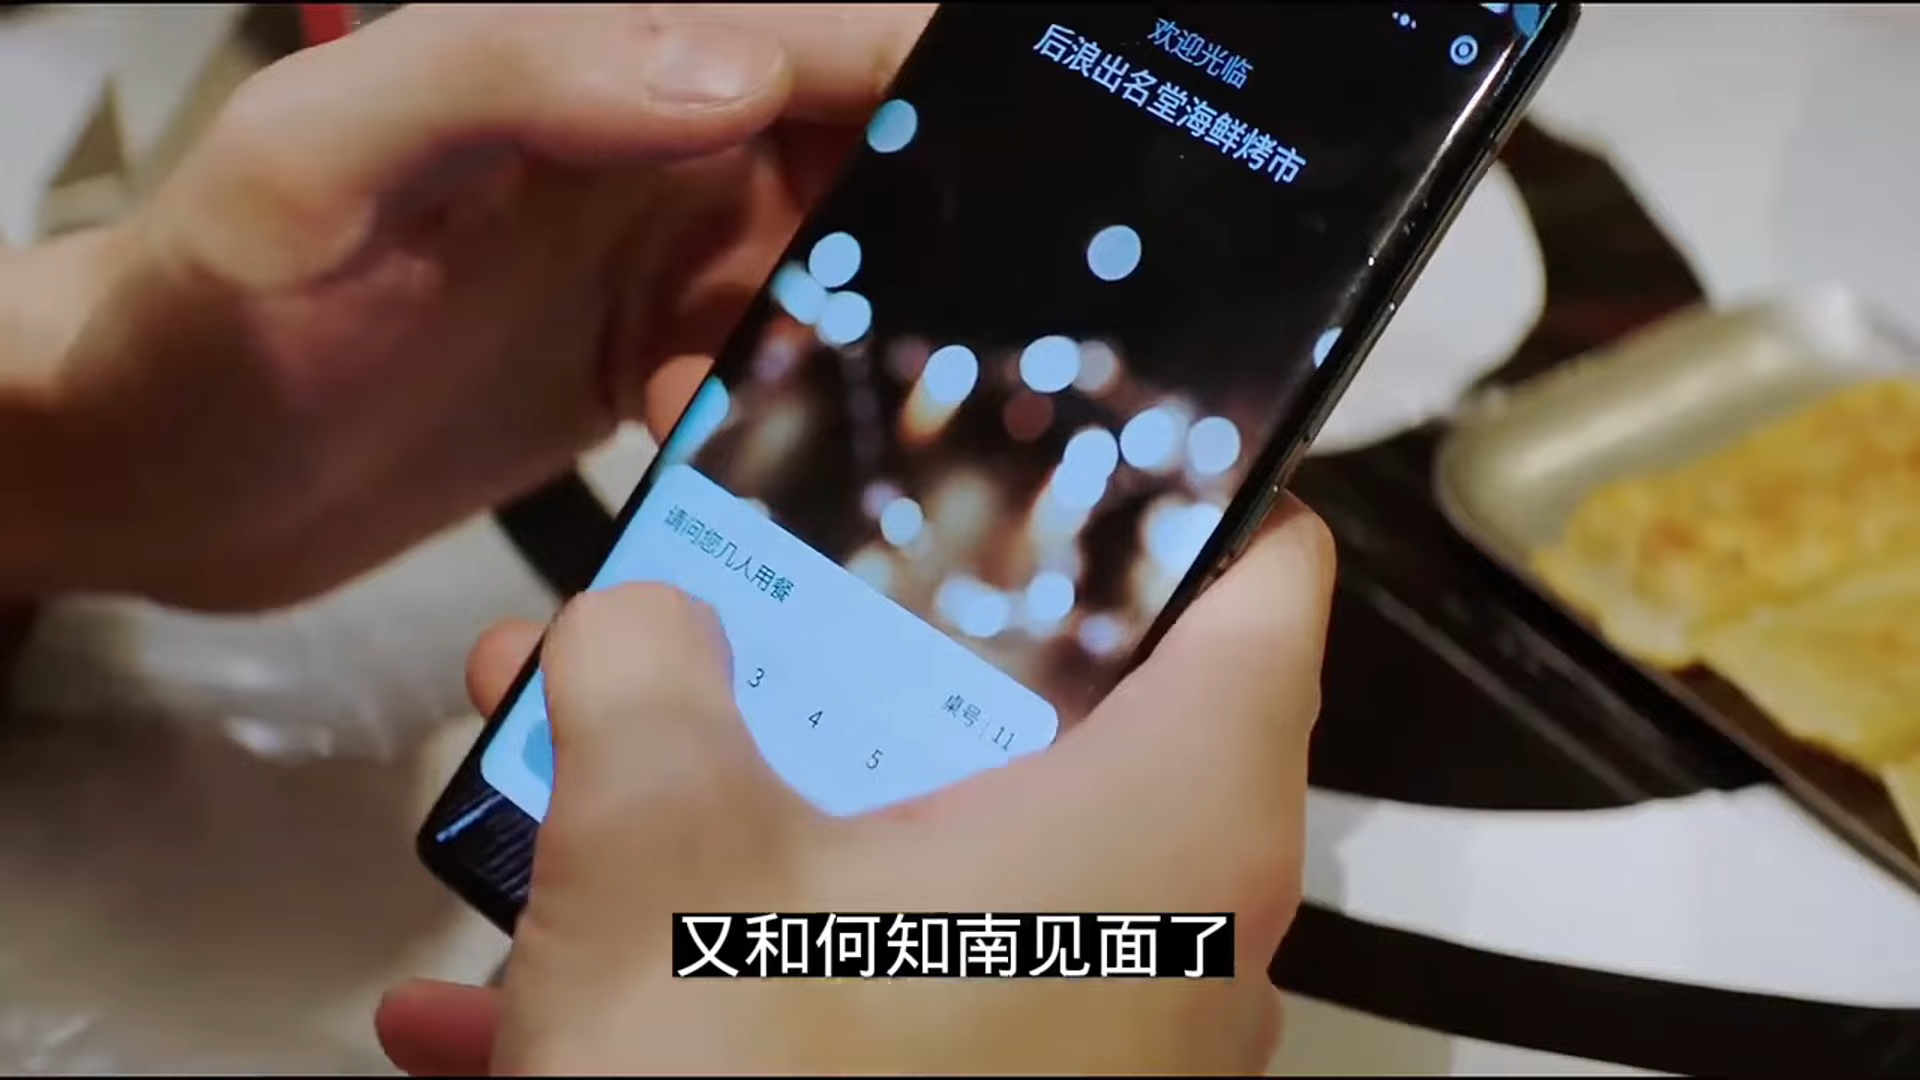 欢迎光临
后浪出名堂海鲜烤市
请问您几人用餐
桌号 | 11
3
4
5
又和何知南见面了